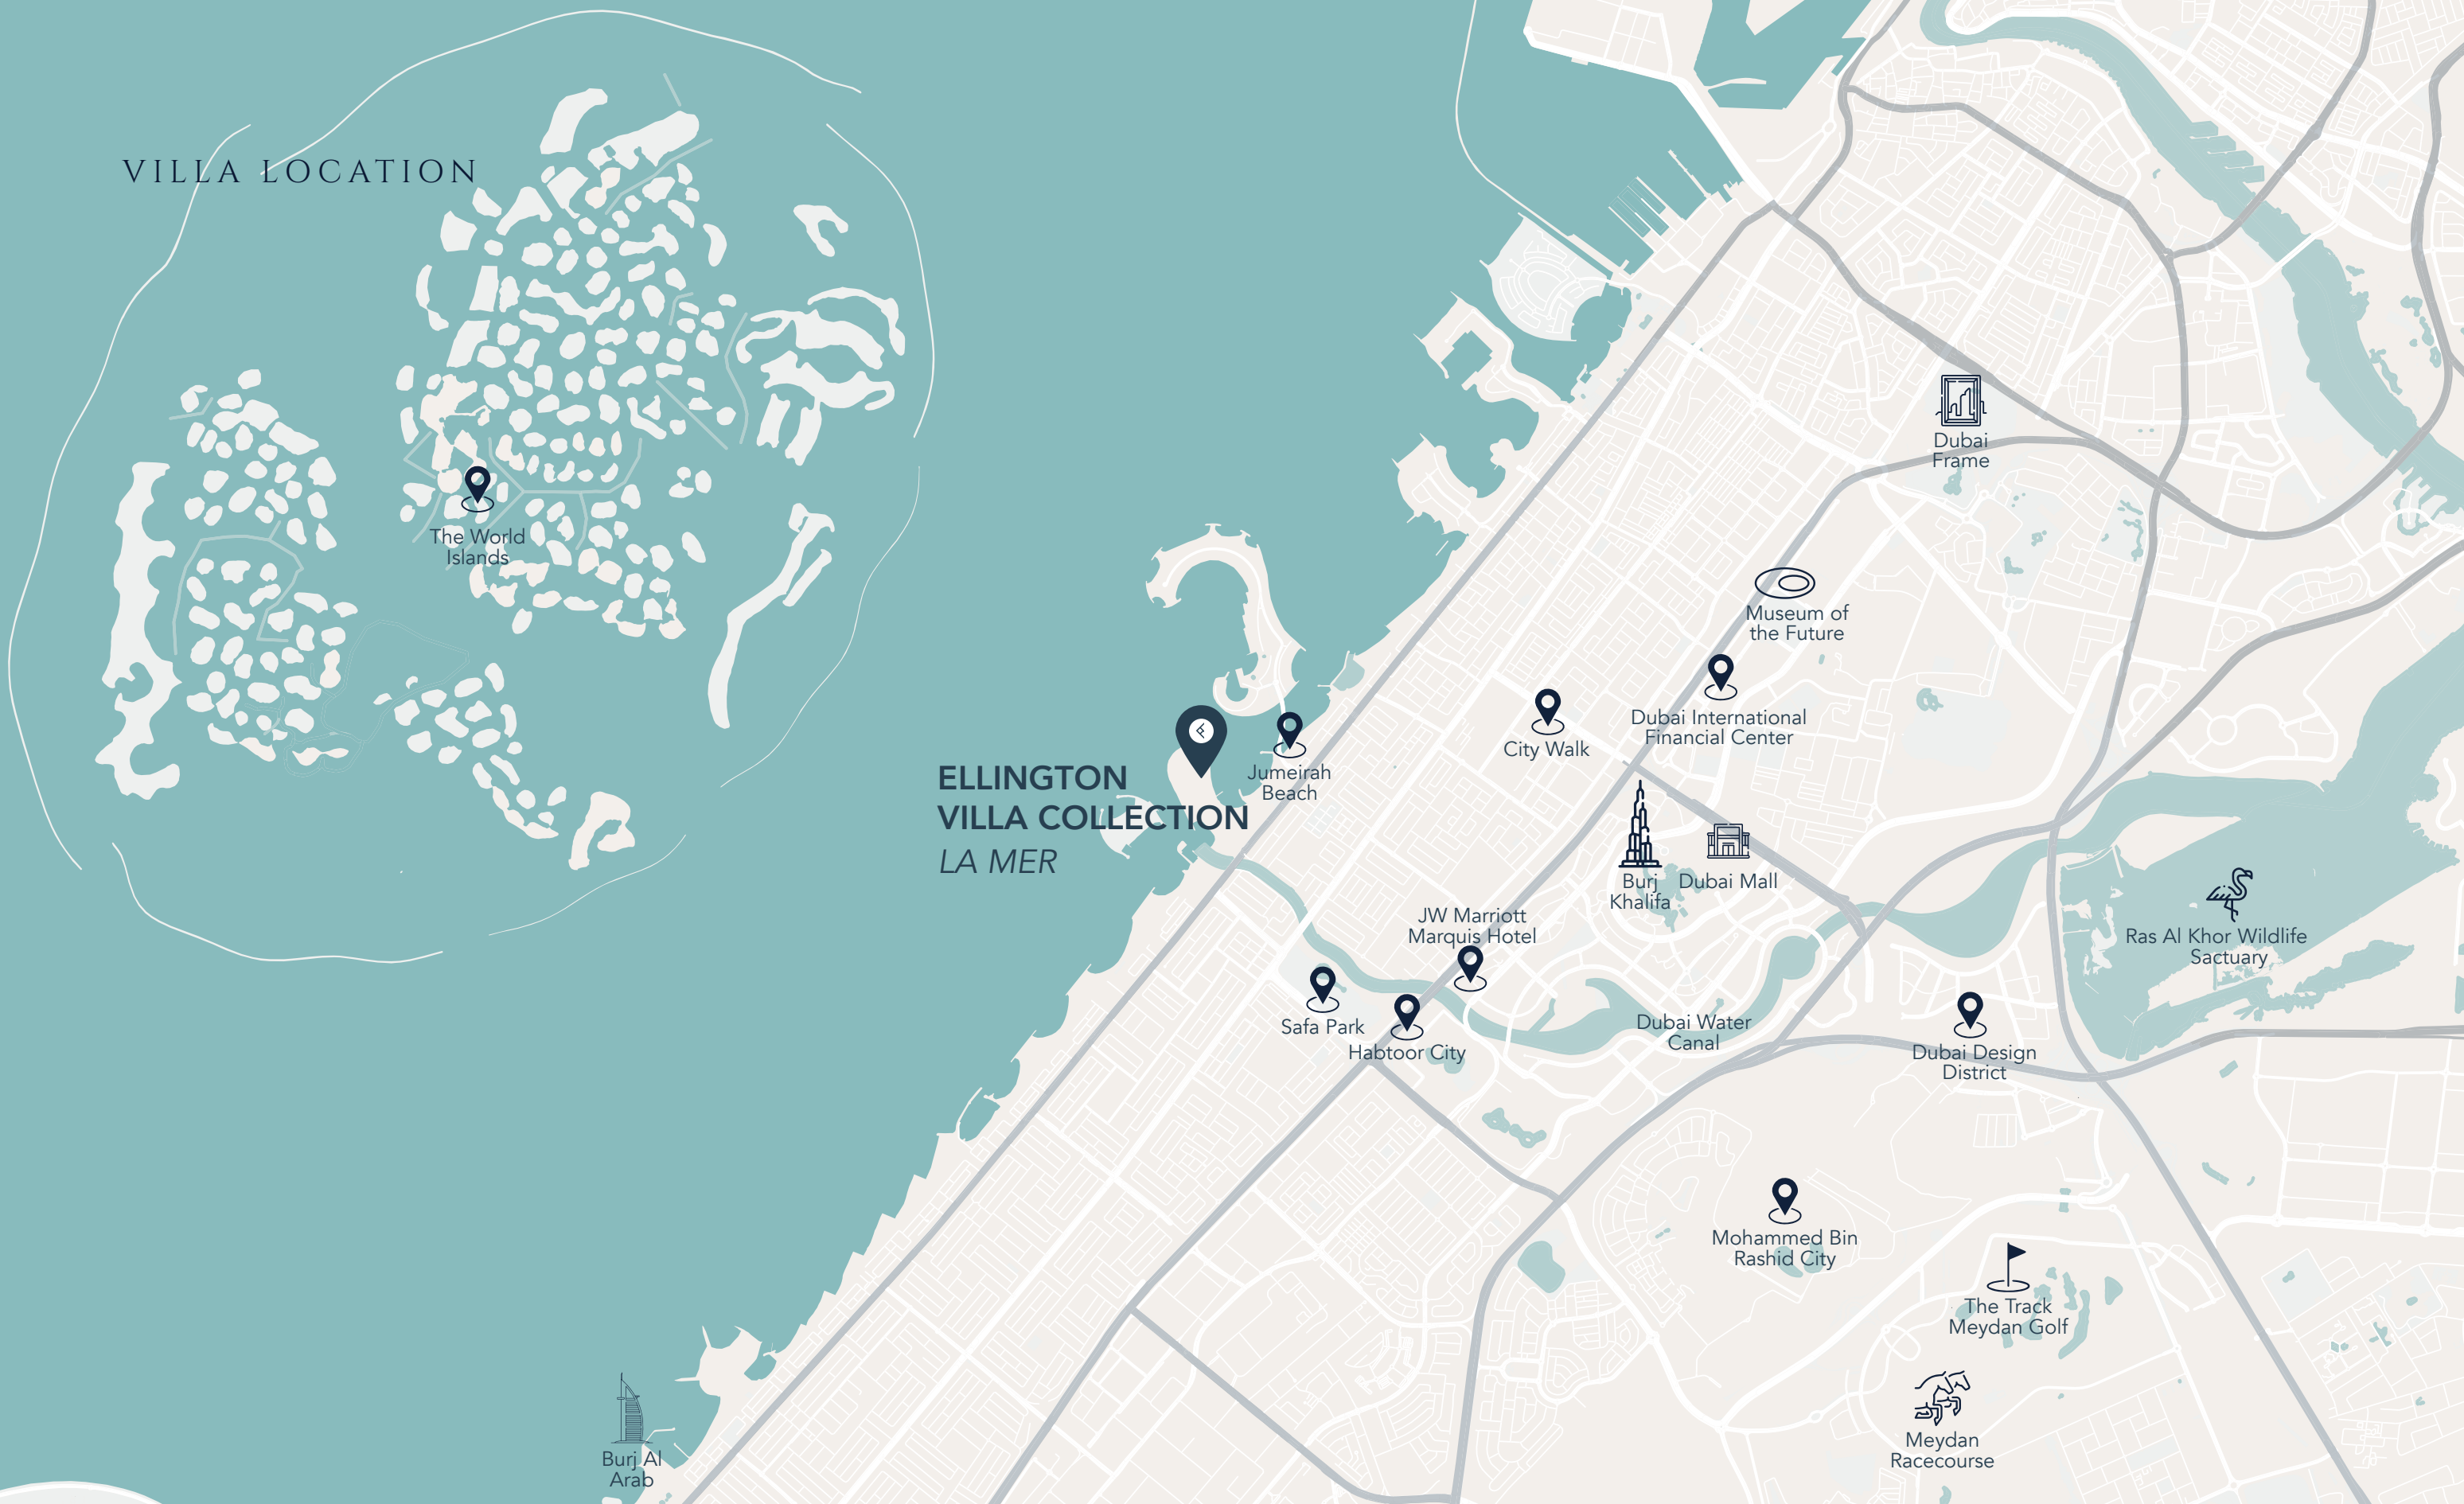 VILLA LOCATION
Dubai
Frame
The World
Islands
Museum of
the Future
Dubai International
Financial Center
City Walk
Jumeirah
Beach
ELLINGTON
VILLA COLLECTION
LA MER
Burj
Khalifa
Dubai Mall
JW Marriott
Marquis Hotel
Ras Al Khor Wildlife
Sactuary
Safa Park
Habtoor City
Dubai Water
Canal
Dubai Design
District
Mohammed Bin
Rashid City
The Track
Meydan Golf
Meydan
Racecourse
Burj Al
Arab